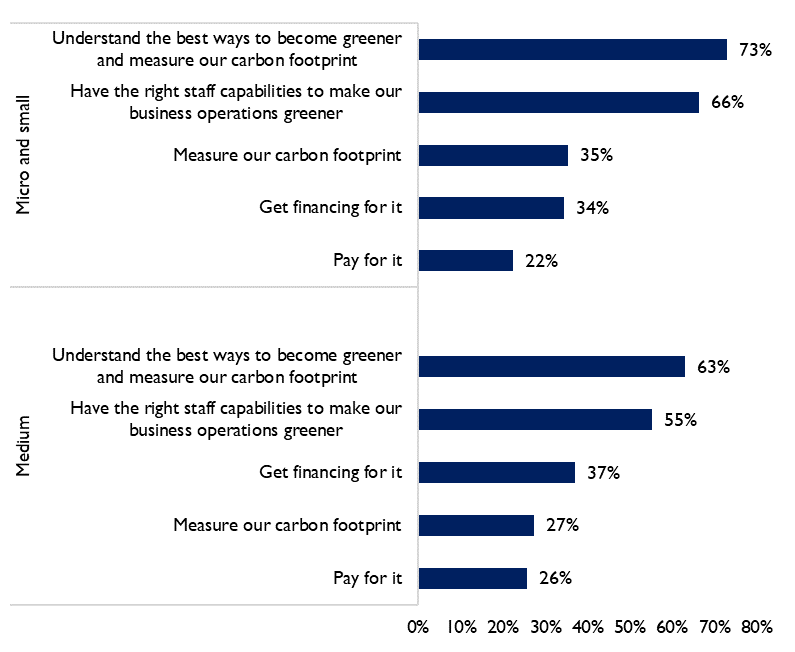 Micro and small
Understand the best ways to become greener
and measure our carbon footprint
73%
Have the right staff capabilities to make our
business operations greener
66%
Measure our carbon footprint
35%
Get financing for it
34%
Pay for it
22%
Medium
Understand the best ways to become greener
and measure our carbon footprint
63%
Have the right staff capabilities to make our
business operations greener
55%
Get financing for it
37%
Measure our carbon footprint
27%
Pay for it
26%
0% 10% 20% 30% 40% 50% 60% 70% 80%